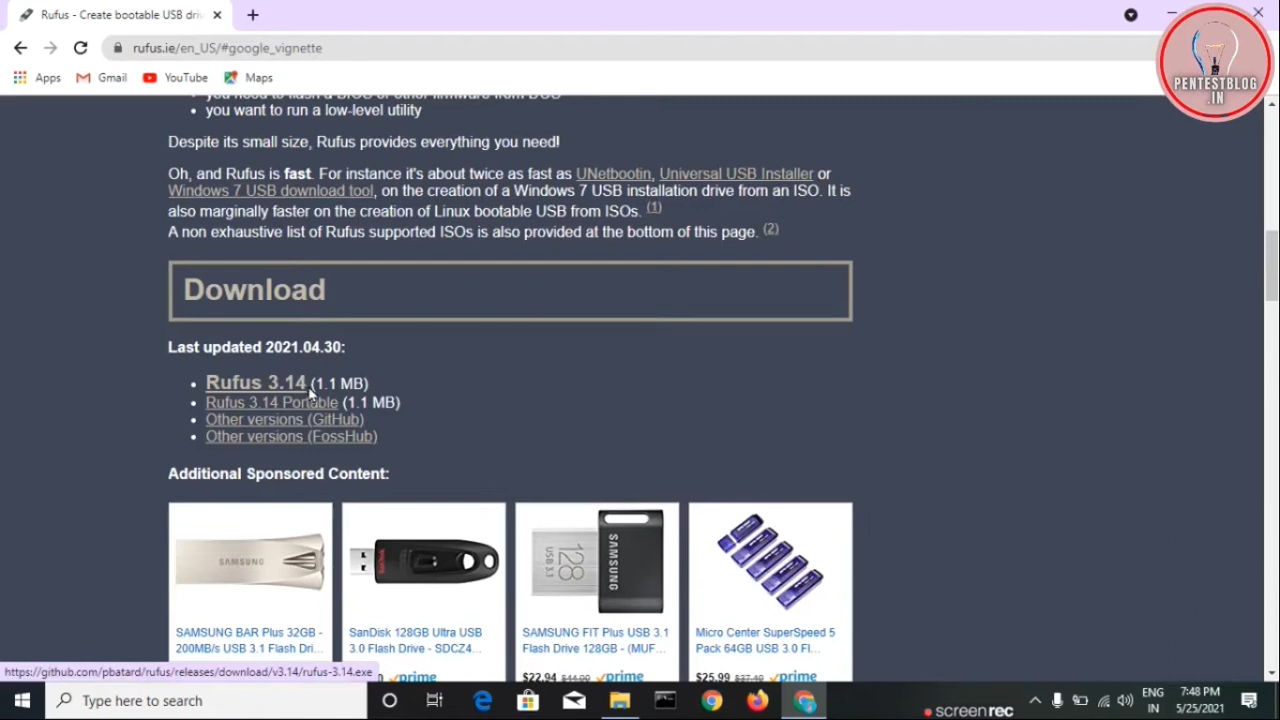 Rufus - Create bootable USB driv
rufus.ie/en_US/#google_vignette
Apps
Gmail
YouTube
Maps
PENTESTBLOG
.IN
you need to flash a BIOS or other firmware from DOS
you want to run a low-level utility
Despite its small size, Rufus provides everything you need!
Oh, and Rufus is fast. For instance it's about twice as fast as UNetbootin, Universal USB Installer or
Windows 7 USB download tool, on the creation of a Windows 7 USB installation drive from an ISO. It is
also marginally faster on the creation of Linux bootable USB from ISOs. (1)
A non exhaustive list of Rufus supported ISOs is also provided at the bottom of this page. (2)
Download
Last updated 2021.04.30:
Rufus 3.14 (1.1 MB)
Rufus 3.14 Portable (1.1 MB)
Other versions (GitHub)
Other versions (FossHub)
Additional Sponsored Content:
SAMSUNG
128
USB 3.1
SAMSUNG
SAMSUNG BAR Plus 32GB -
200MB/s USB 3.1 Flash Dri...
SanDisk 128GB Ultra USB
3.0 Flash Drive - SDCZ4...
SAMSUNG FIT Plus USB 3.1
Flash Drive 128GB - (MUF...
Micro Center SuperSpeed 5
Pack 64GB USB 3.0 Fl...
prime
$22.94 $44.99 prime
$25.99 $37.49 prime
https://github.com/pbatard/rufus/releases/download/v3.14/rufus-3.14.exe
Type here to search
screenrec
ENG
IN
7:48 PM
5/25/2021